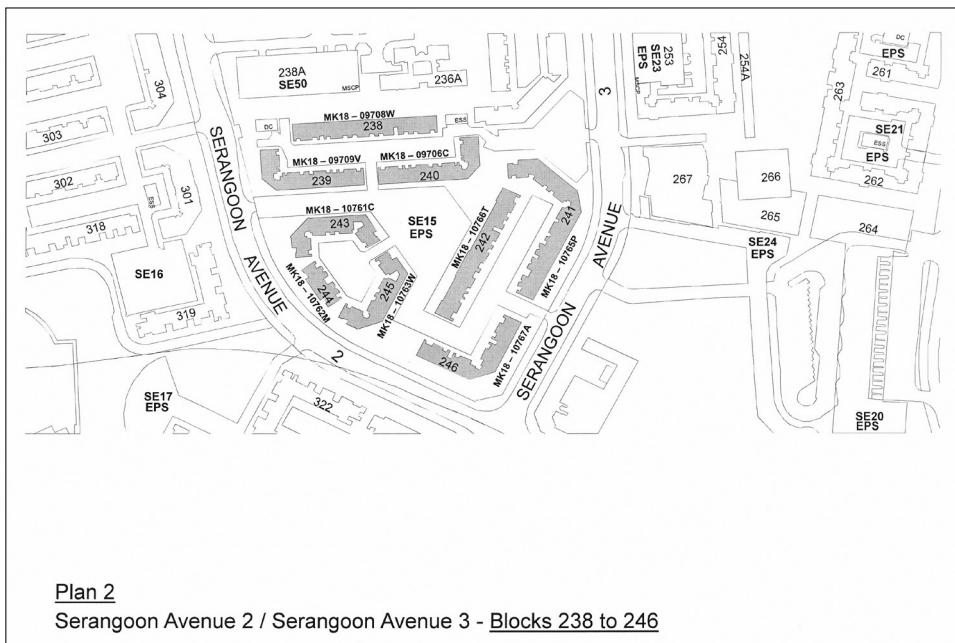 304
303
302
301
ESS
318
SE16
319
SERANGOON
AVENUE
2
238A
SE50
MSCP
236A
MK18 – 09708W
238
DC
ESS
MK18 – 09709V
239
MK18 – 09706C
240
MK18 – 10761C
243
SE15
EPS
MK18 – 10766T
242
241
MK18 – 10765P
244
MK18 – 10762M
245
MK18 – 10763W
246
MK18 – 10767A
SERANGOON
AVENUE
3
SE17
EPS
322
253
SE23
EPS
MSCP
254
254A
267
266
265
SE24
EPS
264
263
DC
EPS
261
SE21
ESS
EPS
262
SE20
EPS
Plan 2
Serangoon Avenue 2 / Serangoon Avenue 3 - Blocks 238 to 246